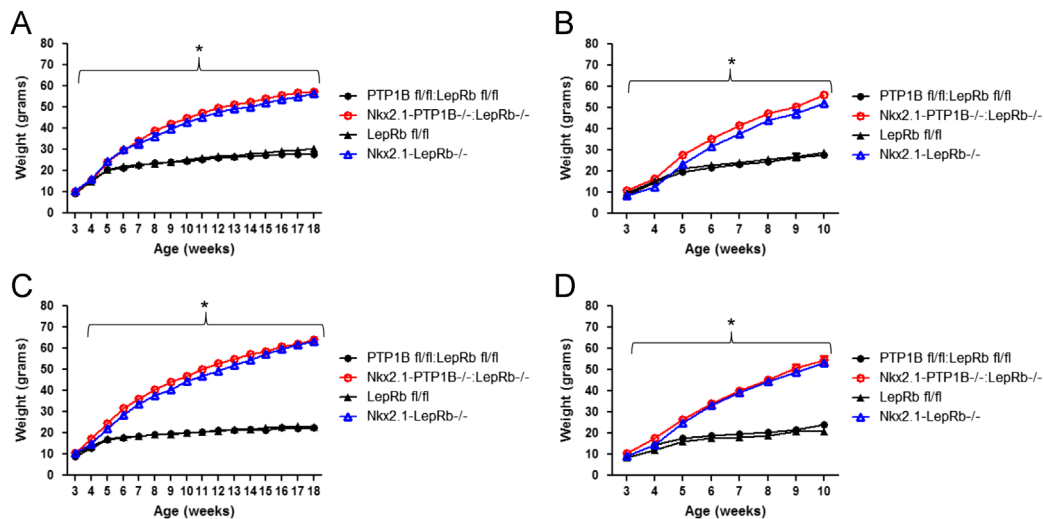 A
*
80
70
60
50
40
30
20
10
0
Weight (grams)
3 4 5 6 7 8 9 10 11 12 13 14 15 16 17 18
Age (weeks)
PTP1B fl/fl:LepRb fl/fl
Nkx2.1-PTP1B-/-:LepRb-/-
LepRb fl/fl
Nkx2.1-LepRb-/-
B
*
80
70
60
50
40
30
20
10
0
Weight (grams)
3 4 5 6 7 8 9 10
Age (weeks)
PTP1B fl/fl:LepRb fl/fl
Nkx2.1-PTP1B-/-:LepRb-/-
LepRb fl/fl
Nkx2.1-LepRb-/-
C
*
80
70
60
50
40
30
20
10
0
Weight (grams)
3 4 5 6 7 8 9 10 11 12 13 14 15 16 17 18
Age (weeks)
PTP1B fl/fl:LepRb fl/fl
Nkx2.1-PTP1B-/-:LepRb-/-
LepRb fl/fl
Nkx2.1-LepRb-/-
D
*
80
70
60
50
40
30
20
10
0
Weight (grams)
3 4 5 6 7 8 9 10
Age (weeks)
PTP1B fl/fl:LepRb fl/fl
Nkx2.1-PTP1B-/-:LepRb-/-
LepRb fl/fl
Nkx2.1-LepRb-/-